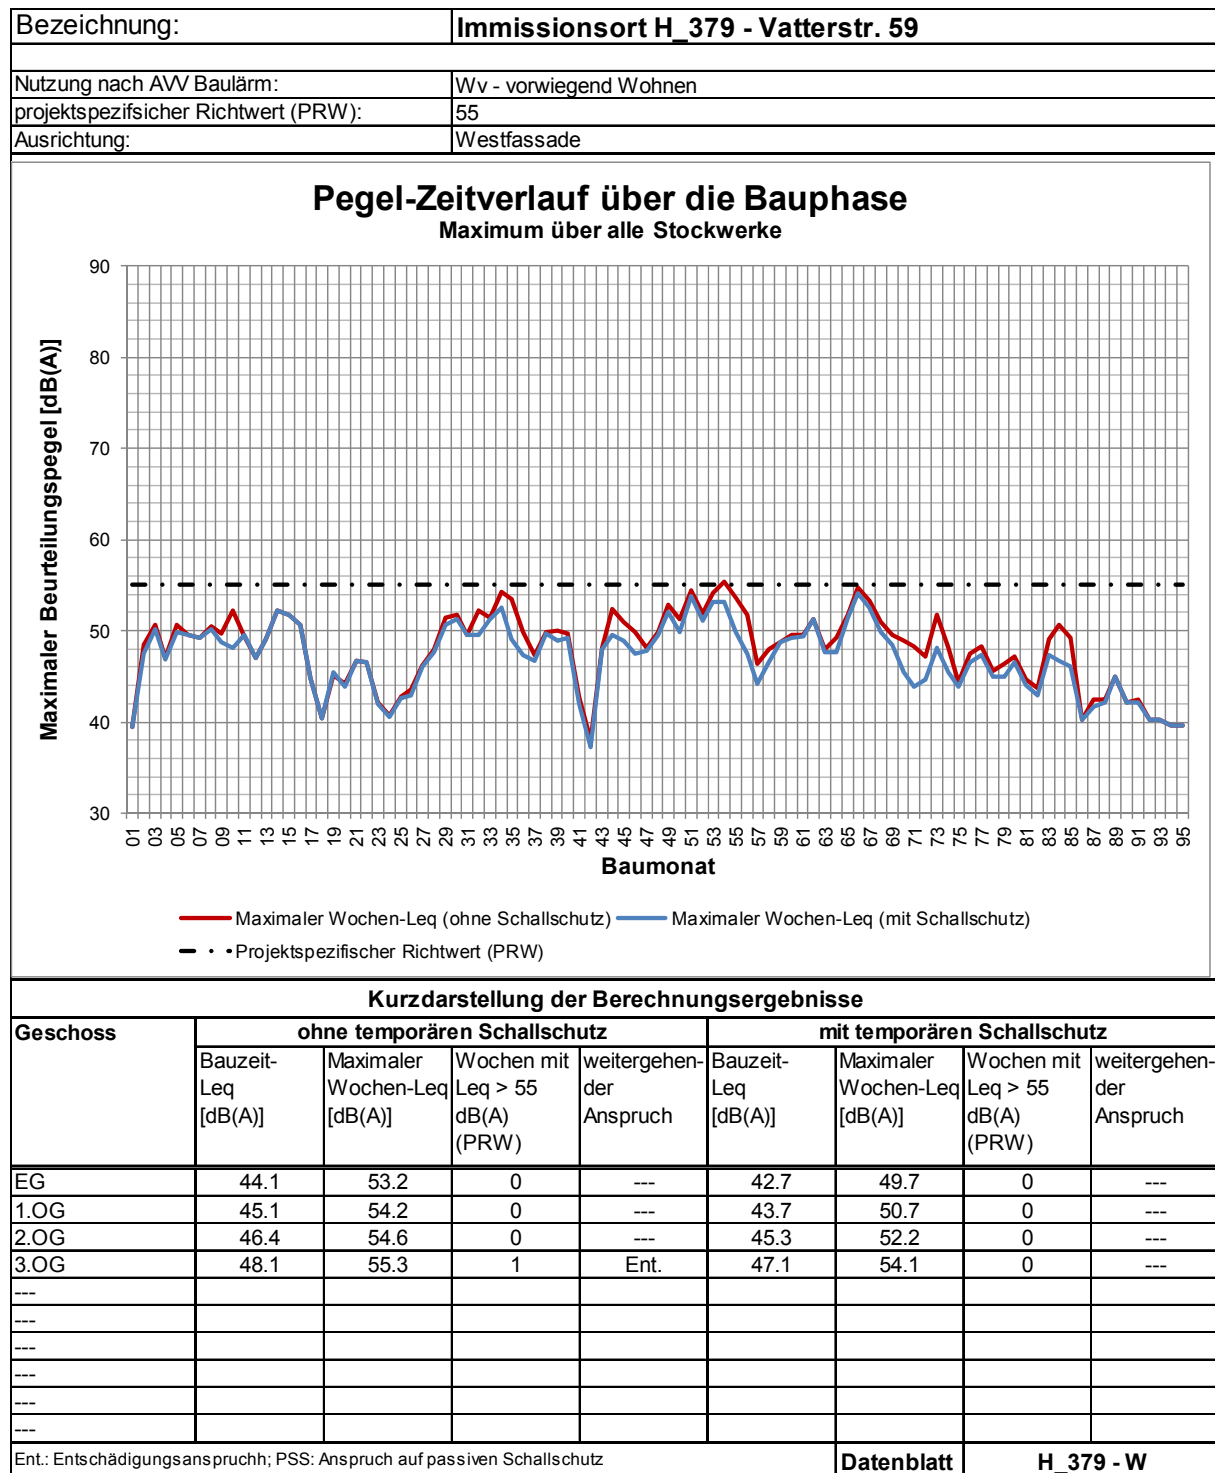 Bezeichnung: Immissionsort H_379 - Vatterstr. 59
Nutzung nach AVV Baulärm: Wv - vorwiegend Wohnen
projektspezifsicher Richtwert (PRW): 55
Ausrichtung: Westfassade
Pegel-Zeitverlauf über die Bauphase
Maximum über alle Stockwerke
Maximaler Beurteilungspegel [dB(A)]
90
80
70
60
50
40
30
01 03 05 07 09 11 13 15 17 19 21 23 25 27 29 31 33 35 37 39 41 43 45 47 49 51 53 55 57 59 61 63 65 67 69 71 73 75 77 79 81 83 85 87 89 91 93 95
Baumonat
Maximaler Wochen-Leq (ohne Schallschutz) Maximaler Wochen-Leq (mit Schallschutz)
Projektspezifischer Richtwert (PRW)
Kurzdarstellung der Berechnungsergebnisse
Geschoss ohne temporären Schallschutz mit temporären Schallschutz
Bauzeit- Maximaler Wochen mit weitergehen- Bauzeit- Maximaler Wochen mit weitergehen-
Leq Wochen-Leq Leq > 55 der Leq Wochen-Leq Leq > 55 der
[dB(A)] [dB(A)] dB(A) Anspruch [dB(A)] [dB(A)] dB(A) Anspruch
(PRW) (PRW)
EG 44.1 53.2 0 --- 42.7 49.7 0 ---
1.OG 45.1 54.2 0 --- 43.7 50.7 0 ---
2.OG 46.4 54.6 0 --- 45.3 52.2 0 ---
3.OG 48.1 55.3 1 Ent. 47.1 54.1 0 ---
---
---
---
---
---
---
Ent.: Entschädigungsanspruchh; PSS: Anspruch auf passiven Schallschutz Datenblatt H_379 - W